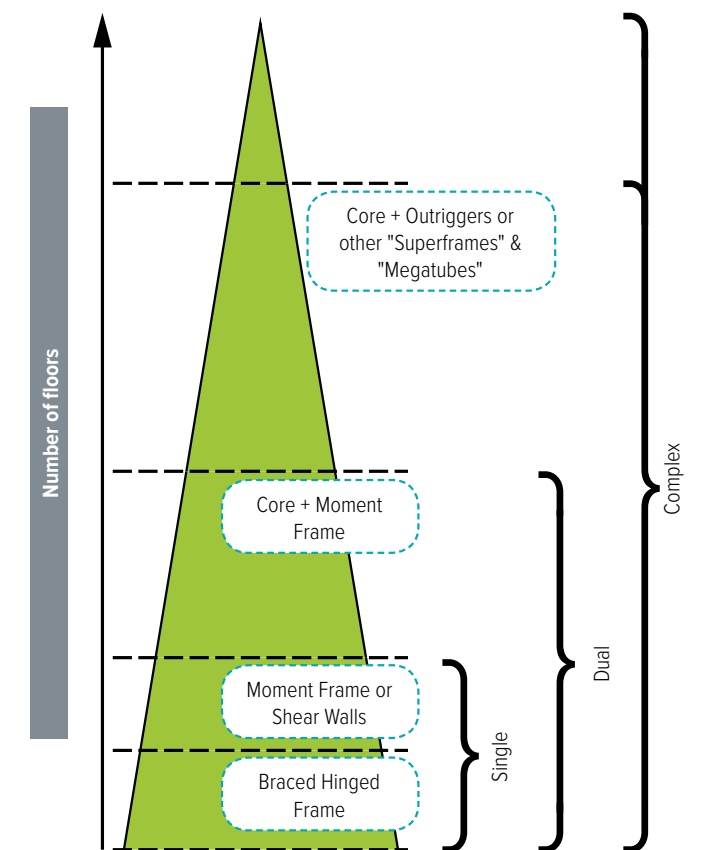 Core + Outriggers or
other "Superframes" &
"Megatubes"
Number of floors
Complex
Core + Moment
Frame
Dual
Moment Frame or
Shear Walls
Single
Braced Hinged
Frame